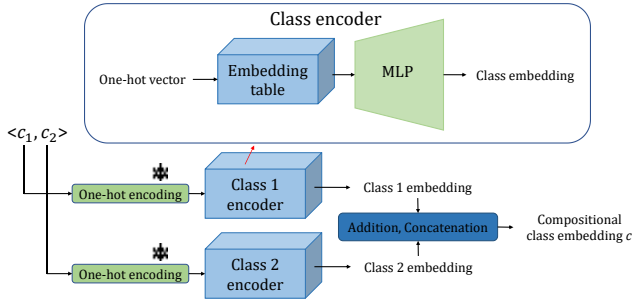 Class encoder
One-hot vector
Embedding
table
MLP
Class embedding
<c₁, c₂>
One-hot encoding
Class 1
encoder
Class 1 embedding
Addition, Concatenation
Compositional
class embedding c
One-hot encoding
Class 2
encoder
Class 2 embedding